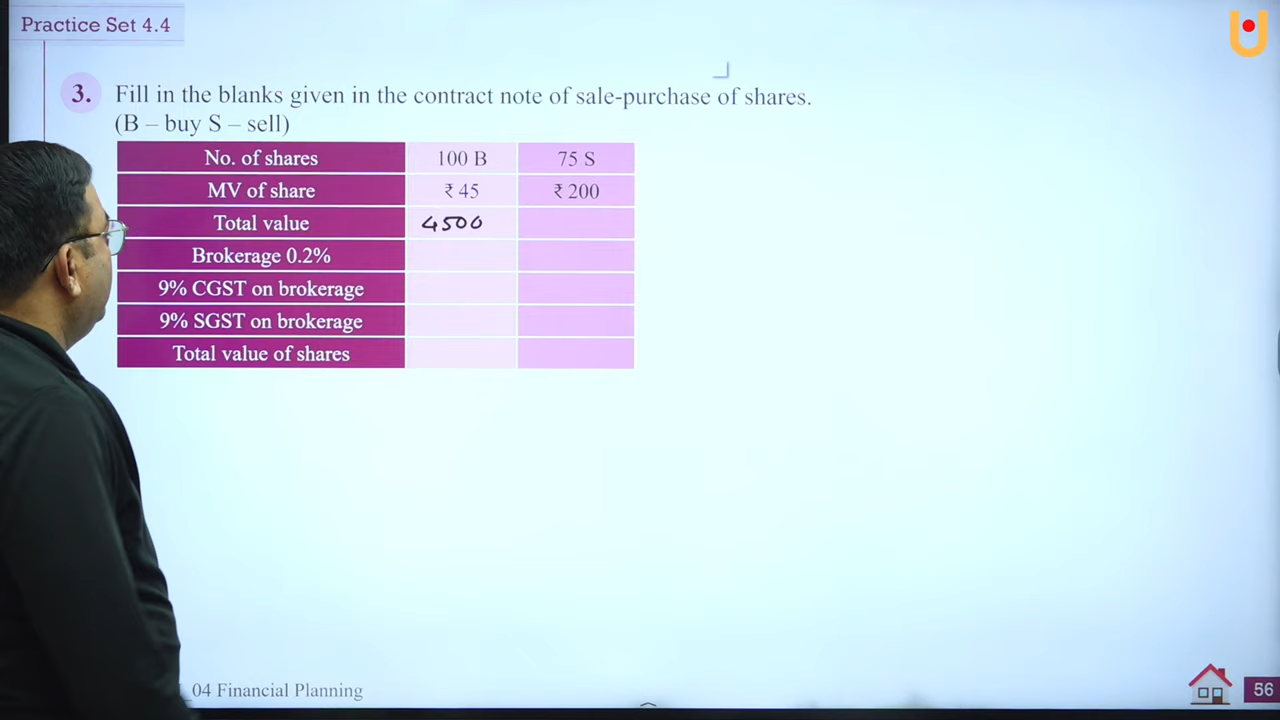 Practice Set 4.4
3. Fill in the blanks given in the contract note of sale-purchase of shares.
(B – buy S – sell)
No. of shares 100 B 75 S
MV of share ₹ 45 ₹ 200
Total value 4500
Brokerage 0.2%
9% CGST on brokerage
9% SGST on brokerage
Total value of shares
_04 Financial Planning
56